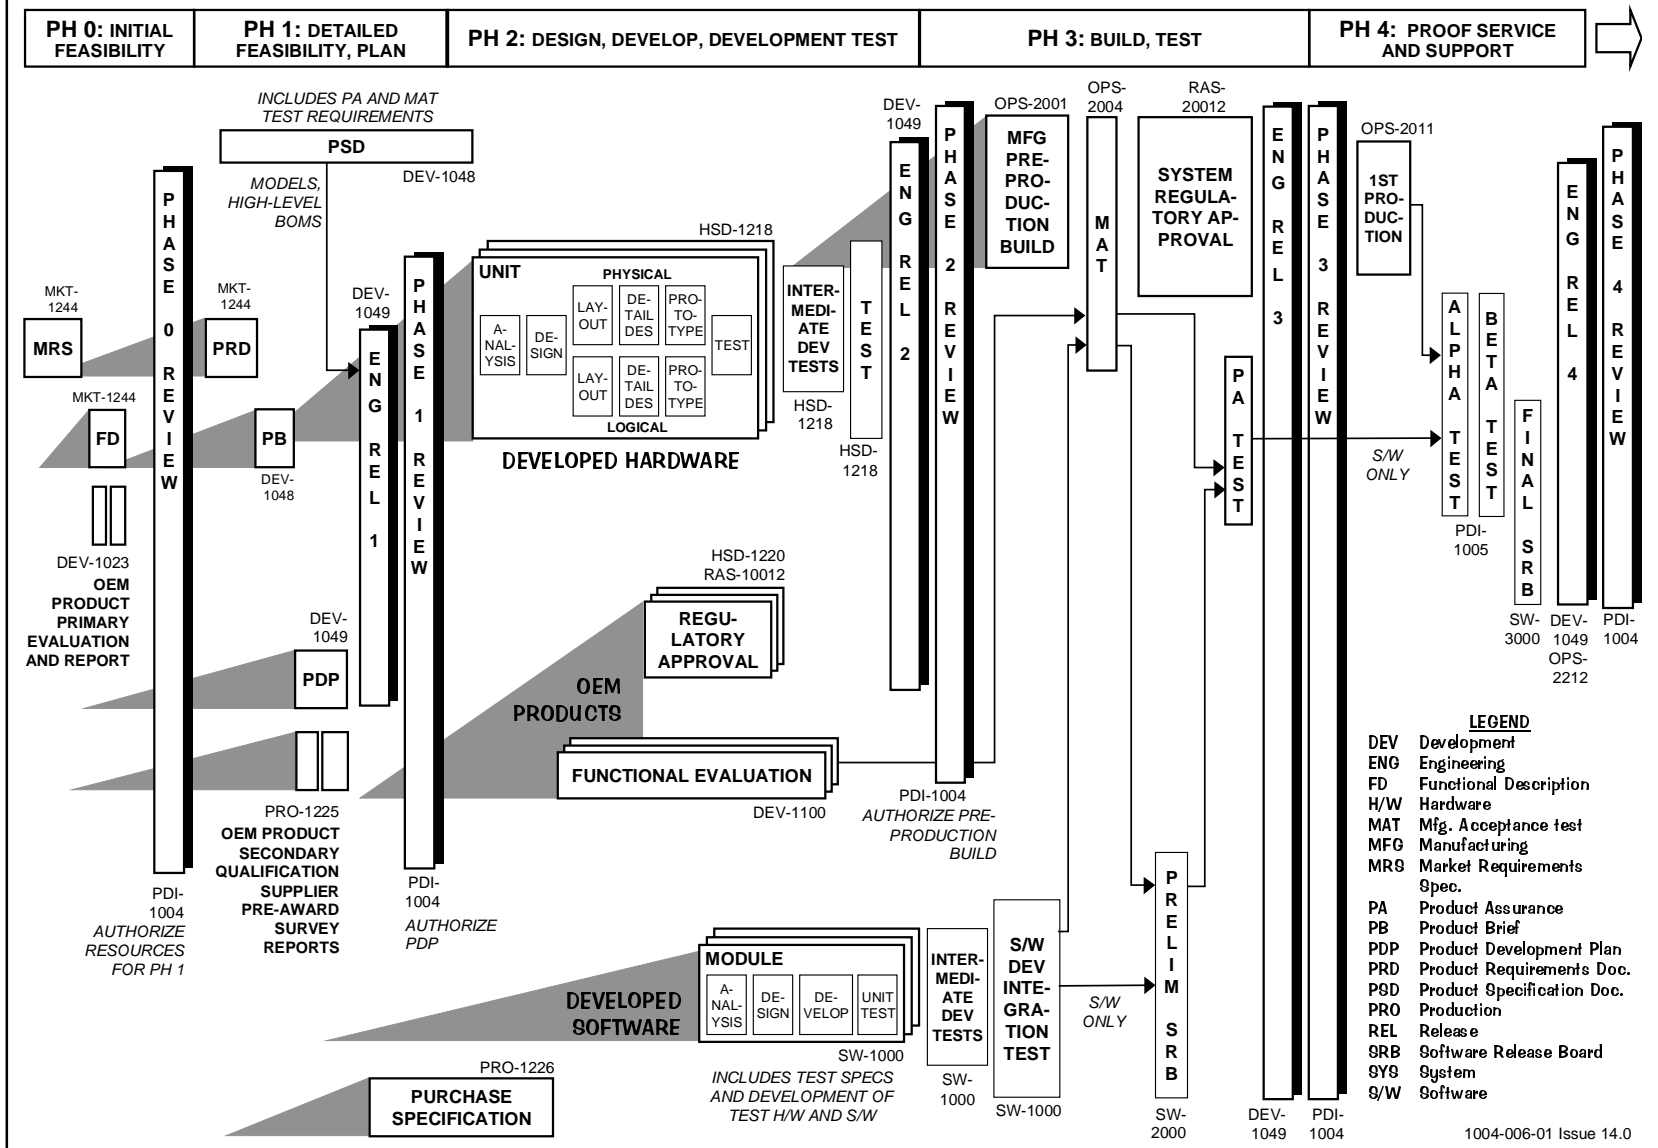 PH 0: INITIAL
FEASIBILITY
PH 1: DETAILED
FEASIBILITY, PLAN
PH 2: DESIGN, DEVELOP, DEVELOPMENT TEST
PH 3: BUILD, TEST
PH 4: PROOF SERVICE
AND SUPPORT
INCLUDES PA AND MAT
TEST REQUIREMENTS
PSD
DEV-1048
MODELS,
HIGH-LEVEL
BOMS
MKT-
1244
MRS
MKT-1244
FD
DEV-1023
OEM
PRODUCT
PRIMARY
EVALUATION
AND REPORT
PHASE 0 REVIEW
PDI-
1004
AUTHORIZE
RESOURCES
FOR PH 1
MKT-
1244
PRD
PB
DEV-
1048
DEV-
1049
PDP
PRO-1225
OEM PRODUCT
SECONDARY
QUALIFICATION
SUPPLIER
PRE-AWARD
SURVEY
REPORTS
DEV-
1049
ENG REL 1
PHASE 1 REVIEW
PDI-
1004
AUTHORIZE
PDP
HSD-1218
UNIT
PHYSICAL
A-
NAL-
YSIS
DE-
SIGN
LAY-
OUT
DE-
TAIL
DES
PRO-
TO-
TYPE
TEST
LAY-
OUT
DE-
TAIL
DES
PRO-
TO-
TYPE
LOGICAL
DEVELOPED HARDWARE
INTER-
MEDI-
ATE
DEV
TESTS
HSD-
1218
TEST
HSD-
1218
HSD-1220
RAS-10012
REGU-
LATORY
APPROVAL
OEM
PRODUCTS
FUNCTIONAL EVALUATION
DEV-1100
DEV-
1049
ENG REL 2
PHASE 2 REVIEW
PDI-1004
AUTHORIZE PRE-
PRODUCTION
BUILD
MODULE
A-
NAL-
YSIS
DE-
SIGN
DE-
VELOP
UNIT
TEST
SW-1000
DEVELOPED
SOFTWARE
INCLUDES TEST SPECS
AND DEVELOPMENT OF
TEST H/W AND S/W
PRO-1226
PURCHASE
SPECIFICATION
INTER-
MEDI-
ATE
DEV
TESTS
SW-
1000
S/W
DEV
INTE-
GRA-
TION
TEST
SW-1000
S/W
ONLY
OPS-2001
MFG
PRE-
PRO-
DUC-
TION
BUILD
OPS-
2004
MAT
RAS-
20012
SYSTEM
REGULA-
TORY AP-
PROVAL
PA TEST
PRELIM SRB
SW-
2000
ENG REL 3
DEV-
1049
PHASE 3 REVIEW
PDI-
1004
OPS-2011
1ST
PRO-
DUC-
TION
S/W
ONLY
ALPHA TEST
BETA TEST
PDI-
1005
FINAL SRB
SW-
3000
ENG REL 4
DEV-
1049
OPS-
2212
PHASE 4 REVIEW
PDI-
1004
LEGEND
DEV Development
ENG Engineering
FD Functional Description
H/W Hardware
MAT Mfg. Acceptance test
MFG Manufacturing
MRS Market Requirements
Spec.
PA Product Assurance
PB Product Brief
PDP Product Development Plan
PRD Product Requirements Doc.
PSD Product Specification Doc.
PRO Production
REL Release
SRB Software Release Board
SYS System
S/W Software
1004-006-01 Issue 14.0